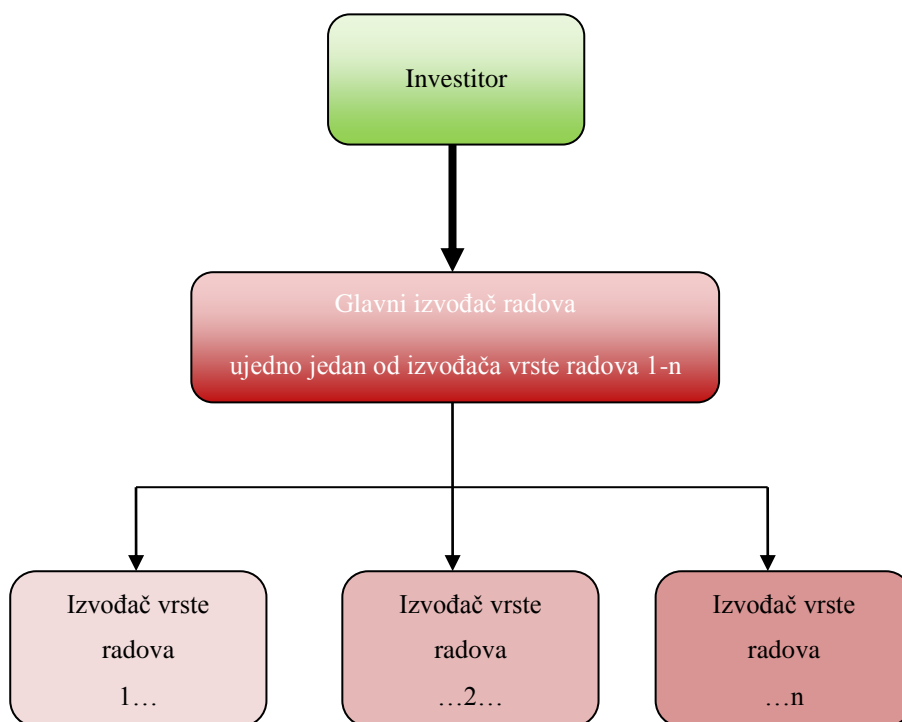 Investitor
Glavni izvođač radova
ujedno jedan od izvođača vrste radova 1-n
Izvođač vrste
radova
1…
Izvođač vrste
radova
…2…
Izvođač vrste
radova
…n